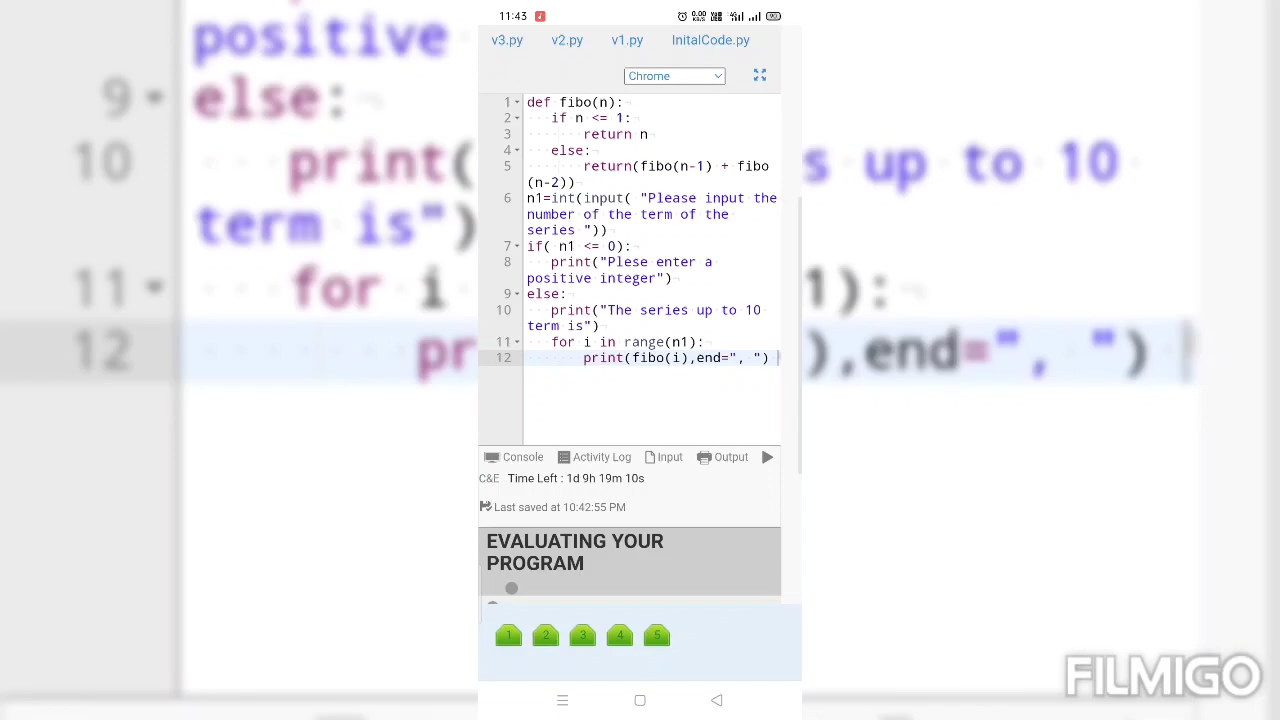 11:43
0.00 KB/S
90
v3.py v2.py v1.py InitalCode.py
Chrome
1 def fibo(n):
2 if n <= 1:
3 return n
4 else:
5 return(fibo(n-1) + fibo
(n-2))
6 n1=int(input( "Please input the
number of the term of the
series "))
7 if( n1 <= 0):
8 print("Plese enter a
positive integer")
9 else:
10 print("The series up to 10
term is")
11 for i in range(n1):
12 print(fibo(i),end=", ")
Console Activity Log Input Output
C&E Time Left : 1d 9h 19m 10s
Last saved at 10:42:55 PM
EVALUATING YOUR
PROGRAM
1 2 3 4 5
positive
9 else:
10 print( s up to 10
term is")
11 for i 1):
12 pr ),end=", ")
FILMIGO